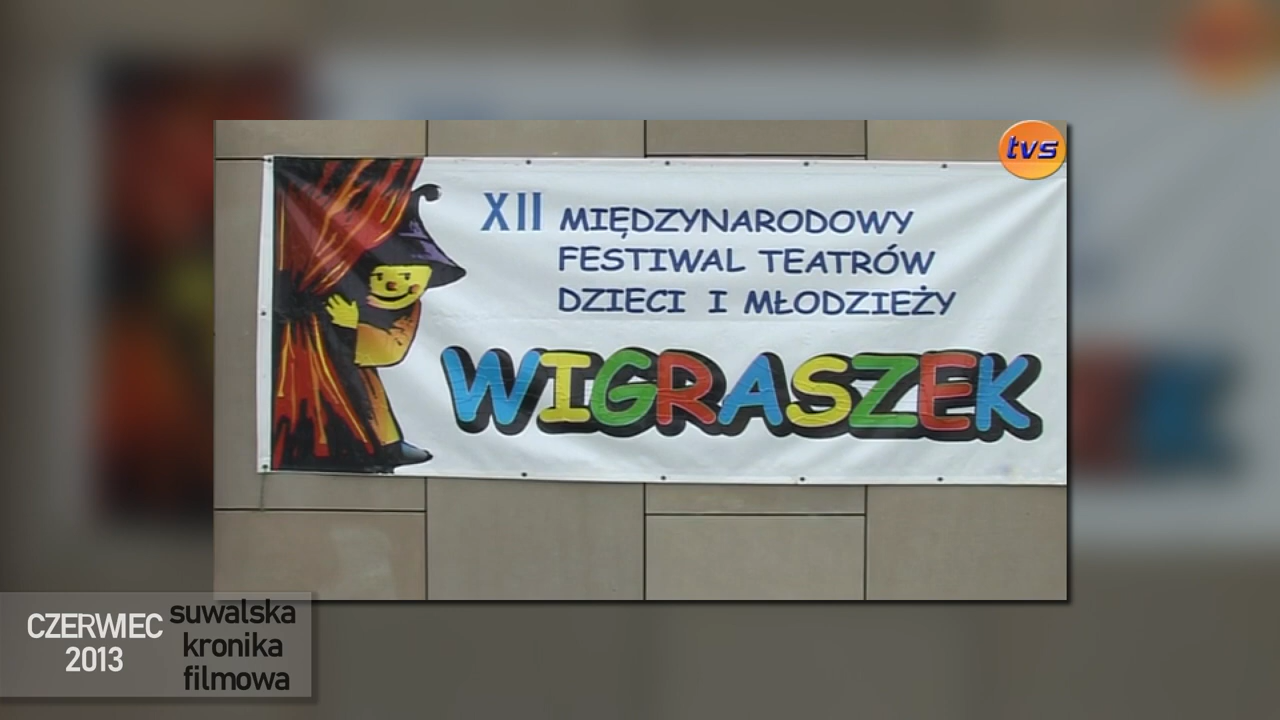 tvs
XII MIĘDZYNARODOWY
FESTIWAL TEATRÓW
DZIECI I MŁODZIEŻY
WIGRASZEK
CZERWIEC
2013
suwalska
kronika
filmowa